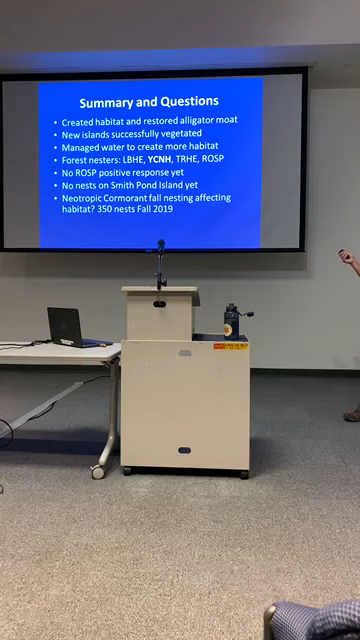 Summary and Questions
• Created habitat and restored alligator moat
• New islands successfully vegetated
• Managed water to create more habitat
• Forest nesters: LBHE, YCNH, TRHE, ROSP
• No ROSP positive response yet
• No nests on Smith Pond Island yet
• Neotropic Cormorant fall nesting affecting
habitat? 350 nests Fall 2019